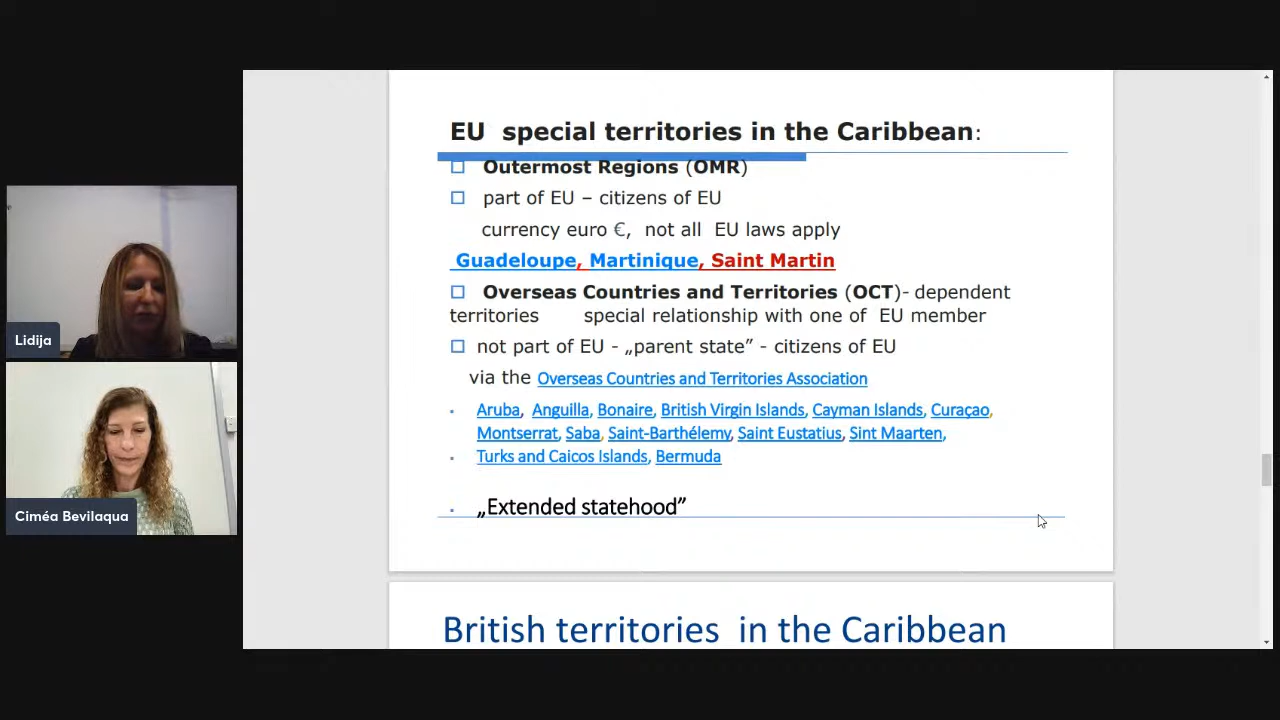 EU special territories in the Caribbean:
Outermost Regions (OMR)
part of EU – citizens of EU
currency euro €, not all EU laws apply
Guadeloupe, Martinique, Saint Martin
Overseas Countries and Territories (OCT)- dependent
territories special relationship with one of EU member
not part of EU - „parent state” - citizens of EU
via the Overseas Countries and Territories Association
Aruba, Anguilla, Bonaire, British Virgin Islands, Cayman Islands, Curaçao,
Montserrat, Saba, Saint-Barthélemy, Saint Eustatius, Sint Maarten,
Turks and Caicos Islands, Bermuda
„Extended statehood”
British territories in the Caribbean
Lidija
Ciméa Bevilaqua